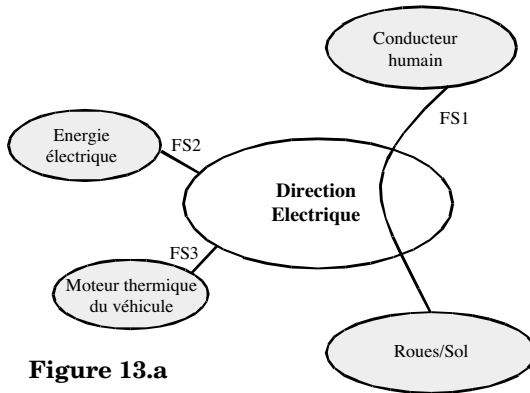 Conducteur
humain
FS1
Energie
électrique
FS2
Direction
Electrique
FS3
Moteur thermique
du véhicule
Roues/Sol
Figure 13.a